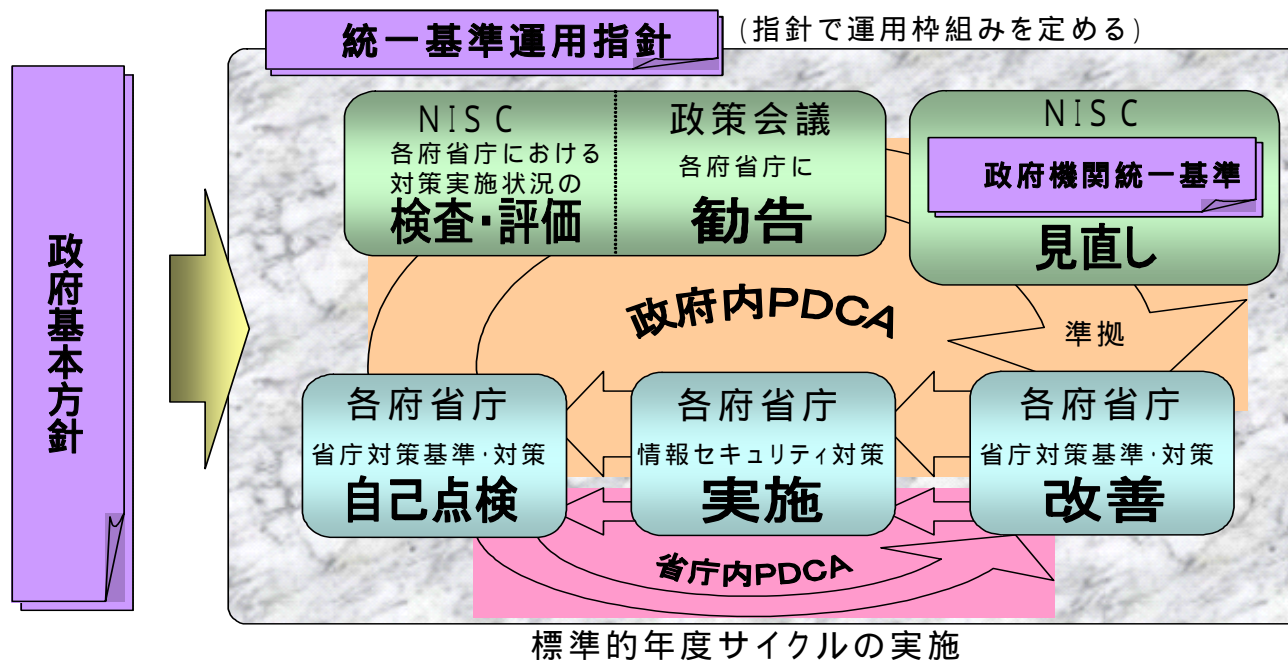 統一基準運用指針
(指針で運用枠組みを定める)
政府基本方針
NISC
各府省庁における
対策実施状況の
検査・評価
政策会議
各府省庁に
勧告
NISC
政府機関統一基準
見直し
政府内PDCA
準拠
各府省庁
省庁対策基準・対策
自己点検
各府省庁
情報セキュリティ対策
実施
各府省庁
省庁対策基準・対策
改善
省庁内PDCA
標準的年度サイクルの実施